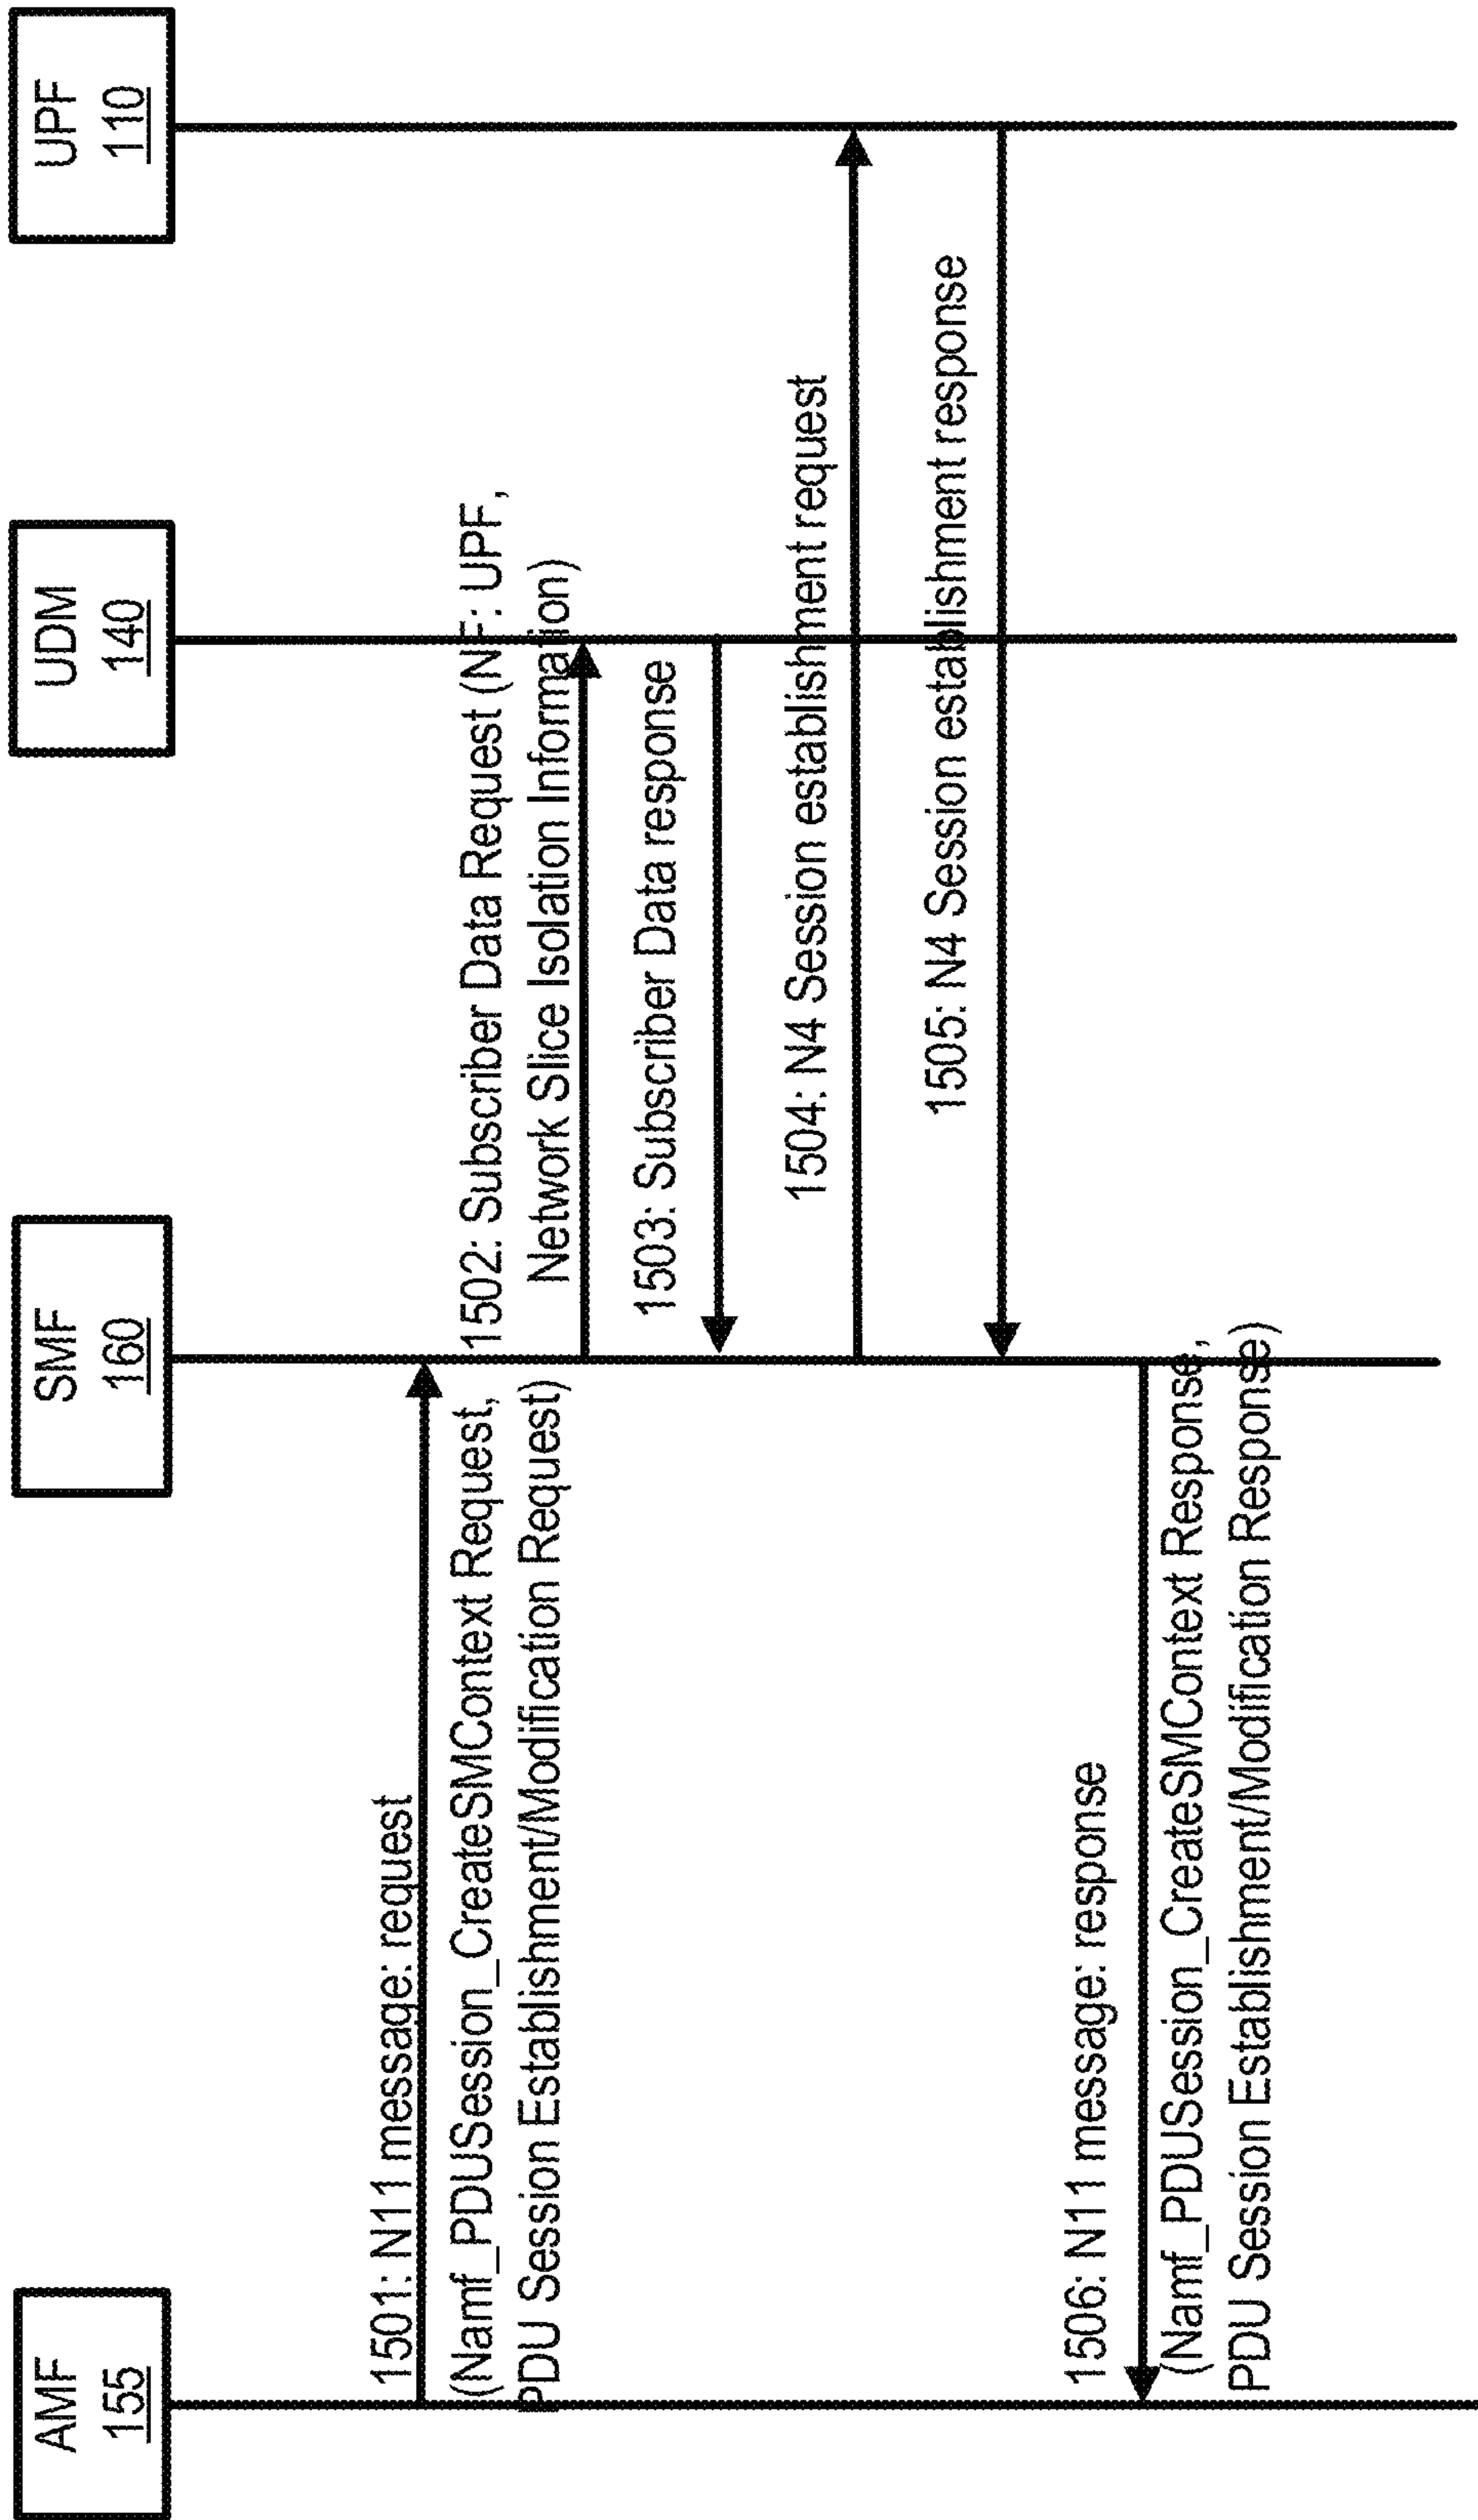 AMF
155
SMF
160
UDM
140
UPF
110
1501: N11 message: request
(Namf_PDUSession_CreateSMContext Request,
PDU Session Establishment/Modification Request)
1502: Subscriber Data Request (NF: UPF,
Network Slice Isolation Information)
1503: Subscriber Data response
1504: N4 Session establishment request
1505: N4 Session establishment response
1506: N11 message: response
(Namf_PDUSession_CreateSMContext Response,
PDU Session Establishment/Modification Response)